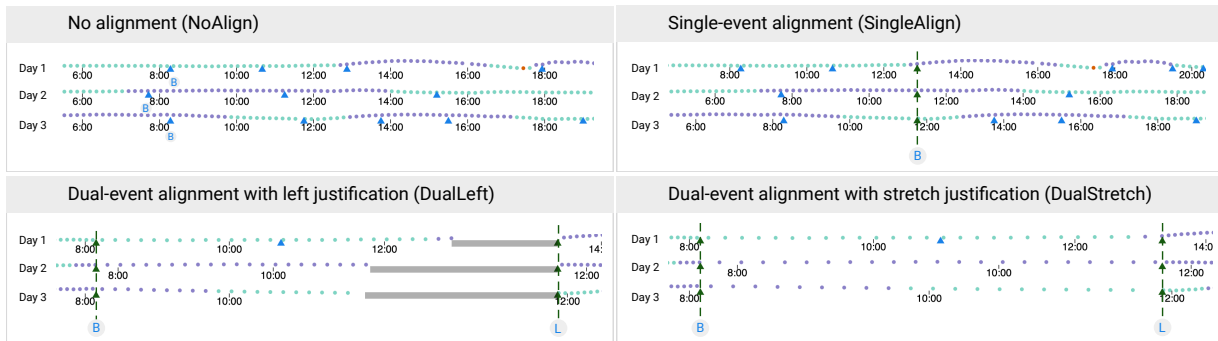 No alignment (NoAlign)
Day 1
6:00 8:00 10:00 12:00 14:00 16:00 18:00
B
Day 2
6:00 8:00 10:00 12:00 14:00 16:00 18:00
B
Day 3
6:00 8:00 10:00 12:00 14:00 16:00 18:00
B
Single-event alignment (SingleAlign)
Day 1
8:00 10:00 12:00 14:00 16:00 18:00 20:00
Day 2
6:00 8:00 10:00 12:00 14:00 16:00 18:00
Day 3
6:00 8:00 10:00 12:00 14:00 16:00 18:00
B
Dual-event alignment with left justification (DualLeft)
Day 1
8:00 10:00 12:00 14:
Day 2
8:00 10:00 12:00
Day 3
8:00 10:00 12:00
B L
Dual-event alignment with stretch justification (DualStretch)
Day 1
8:00 10:00 12:00 14:0
Day 2
8:00 10:00 12:00
Day 3
8:00 10:00 12:00
B L